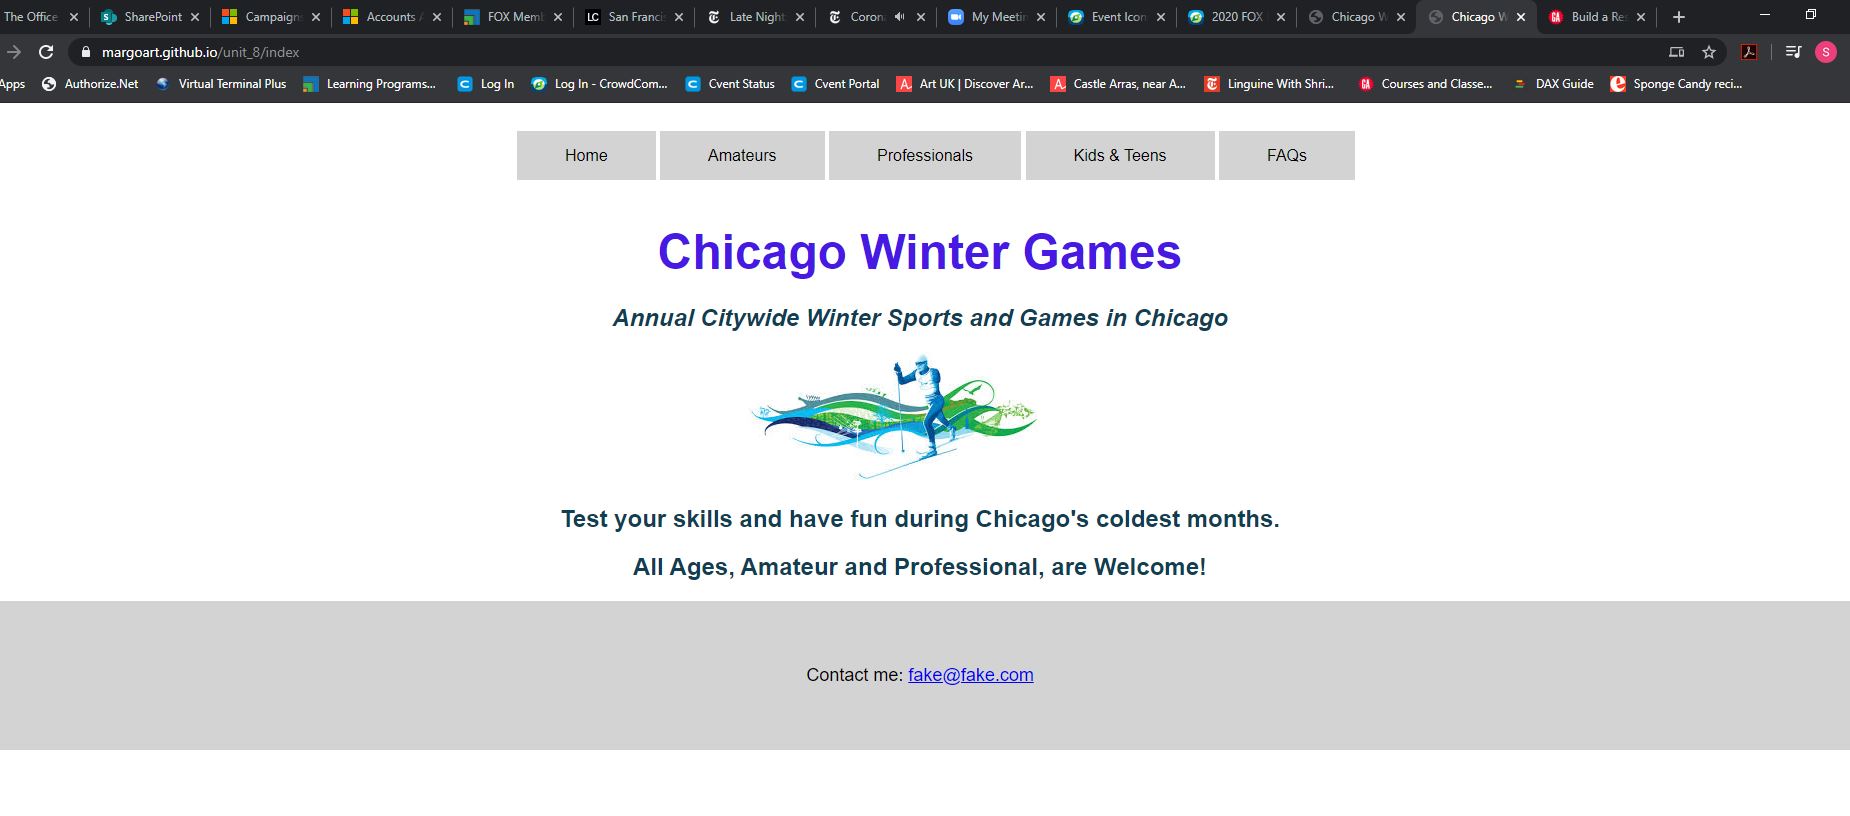 The Office SharePoint Campaign Accounts FOX Memb San Francis Late Night Coron My Meetin Event Icon 2020 FOX Chicago W Chicago W Build a Re
margoart.github.io/unit_8/index
Apps Authorize.Net Virtual Terminal Plus Learning Programs... Log In Log In - CrowdCom... Cvent Status Cvent Portal Art UK | Discover Ar... Castle Arras, near A... Linguine With Shri... Courses and Classe... DAX Guide Sponge Candy reci...
Home Amateurs Professionals Kids & Teens FAQs
Chicago Winter Games
Annual Citywide Winter Sports and Games in Chicago
Test your skills and have fun during Chicago's coldest months.
All Ages, Amateur and Professional, are Welcome!
Contact me: fake@fake.com